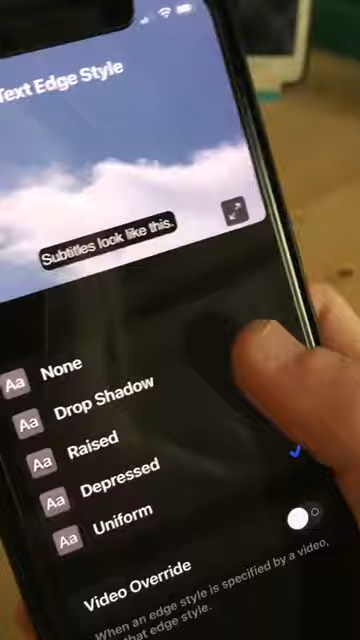 Text Edge Style
Subtitles look like this.
Aa None
Aa Drop Shadow
Aa Raised
Aa Depressed
Aa Uniform
Video Override
When an edge style is specified by a video,
that edge style.